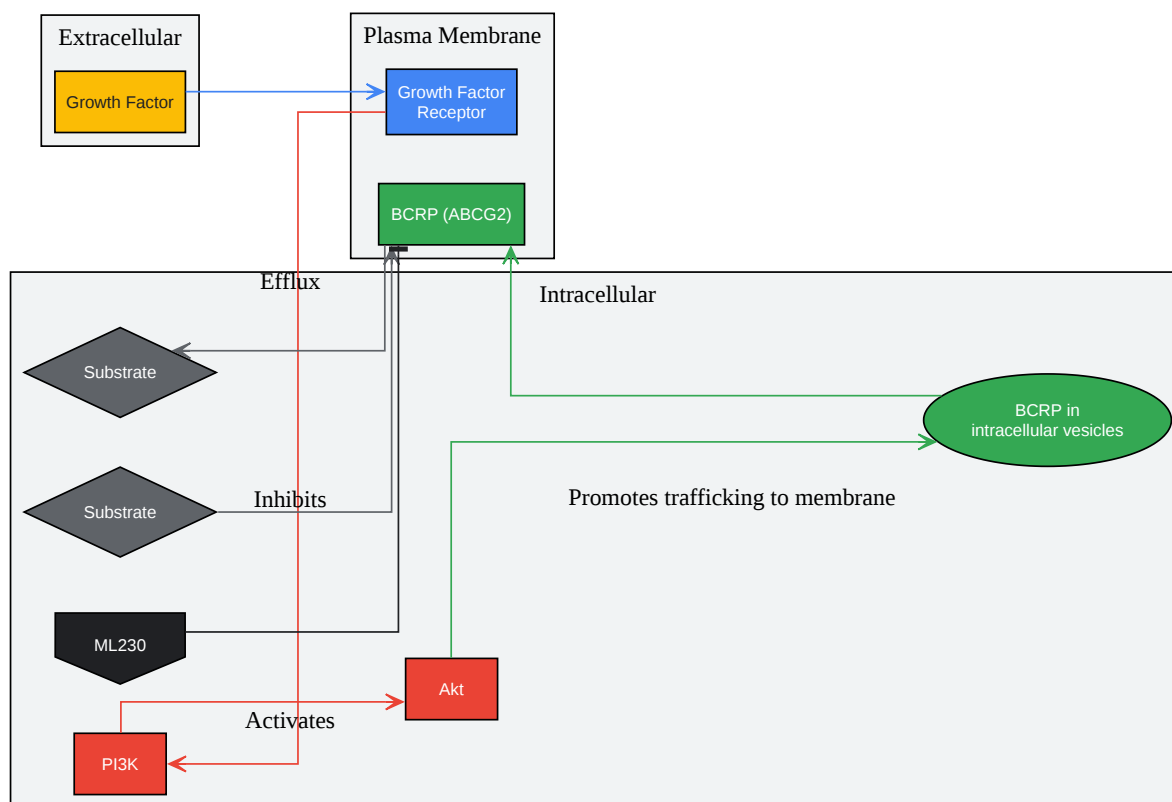 Extracellular
Plasma Membrane
Growth Factor
Growth Factor
Receptor
BCRP (ABCG2)
Efflux
Intracellular
Substrate
BCRP in
intracellular vesicles
Inhibits
Promotes trafficking to membrane
Substrate
ML230
Akt
Activates
PI3K